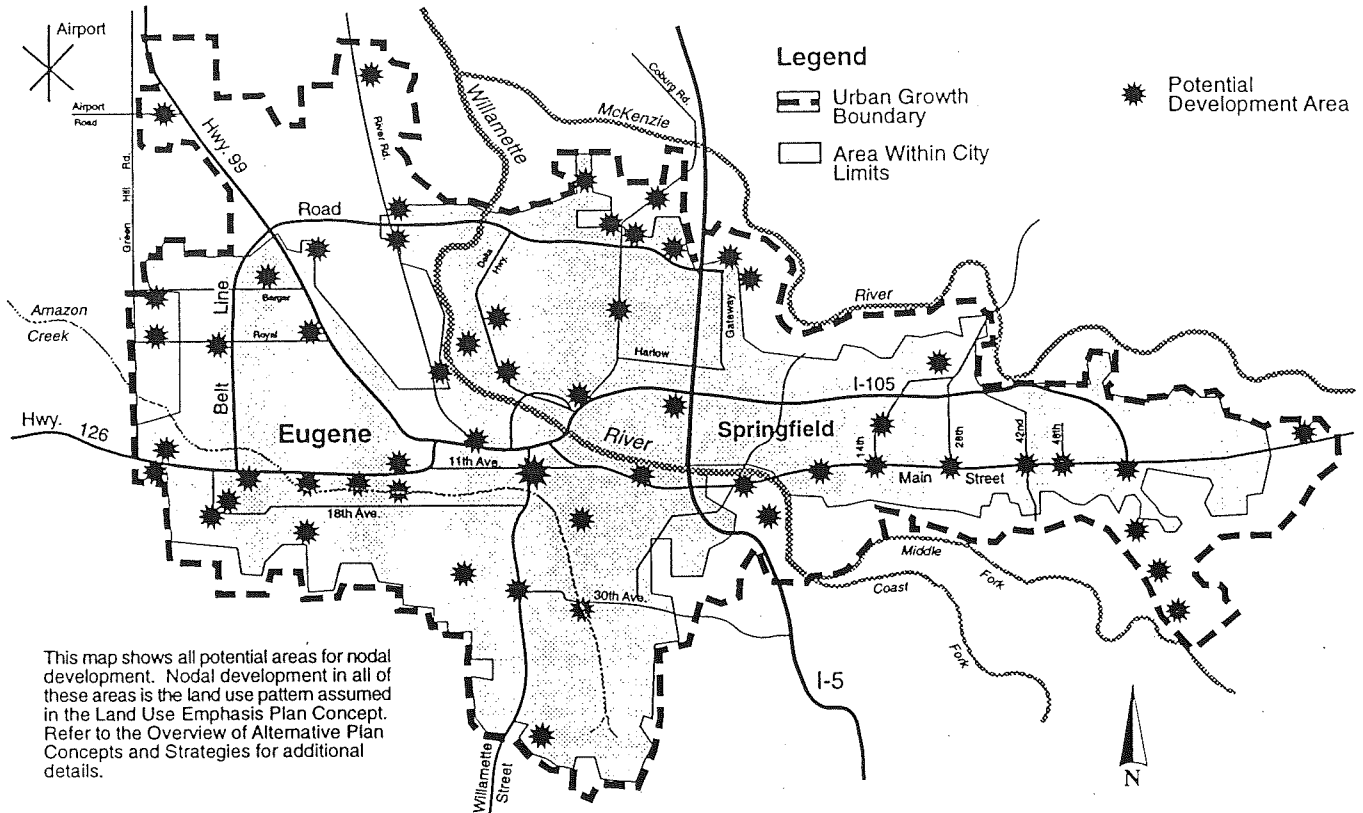 Airport
Airport
Road
Green Hill Rd.
Hwy. 99
River Rd.
Willamette
McKenzie
Coburg Rd.
Legend
Urban Growth
Boundary
Area Within City
Limits
Potential
Development Area
Road
Delta
Hwy.
Belt Line
Barger
Royal
Amazon
Creek
Gateway
Harlow
River
I-105
Hwy. 126
Eugene
River
Springfield
14th
28th
42nd
48th
11th Ave.
Main Street
18th Ave.
Middle
Fork
Coast
Fork
30th Ave.
I-5
Willamette
Street
This map shows all potential areas for nodal
development. Nodal development in all of
these areas is the land use pattern assumed
in the Land Use Emphasis Plan Concept.
Refer to the Overview of Alternative Plan
Concepts and Strategies for additional
details.
N